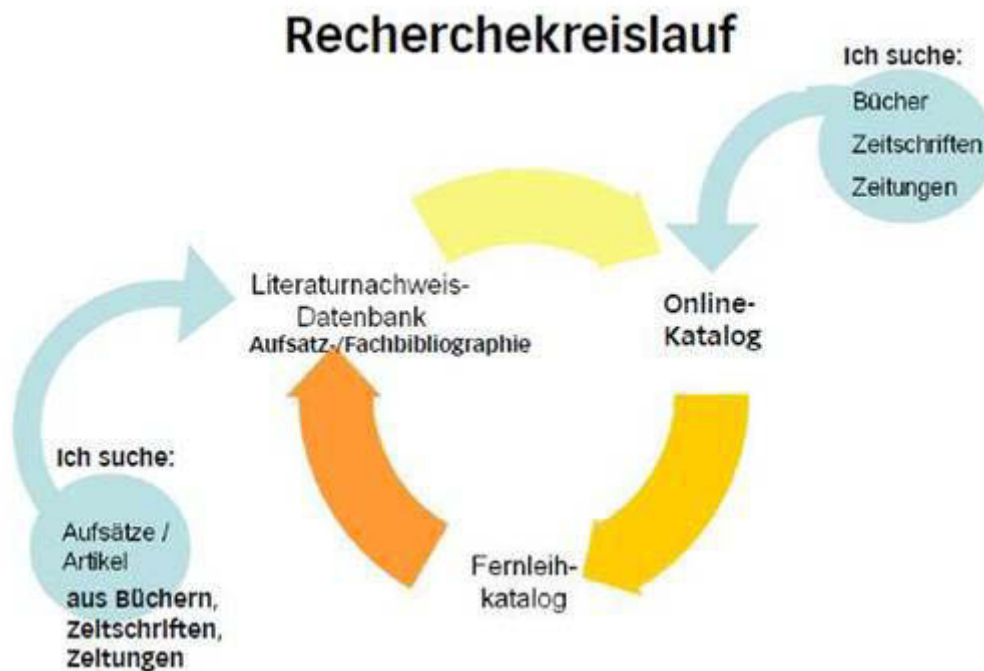 Recherchekreislauf
Ich suche:
Bücher
Zeitschriften
Zeitungen
Literaturnachweis-
Datenbank
Aufsatz-/Fachbibliographie
Online-
Katalog
Ich suche:
Aufsätze /
Artikel
aus Büchern,
Zeitschriften,
Zeitungen
Fernleih-
katalog